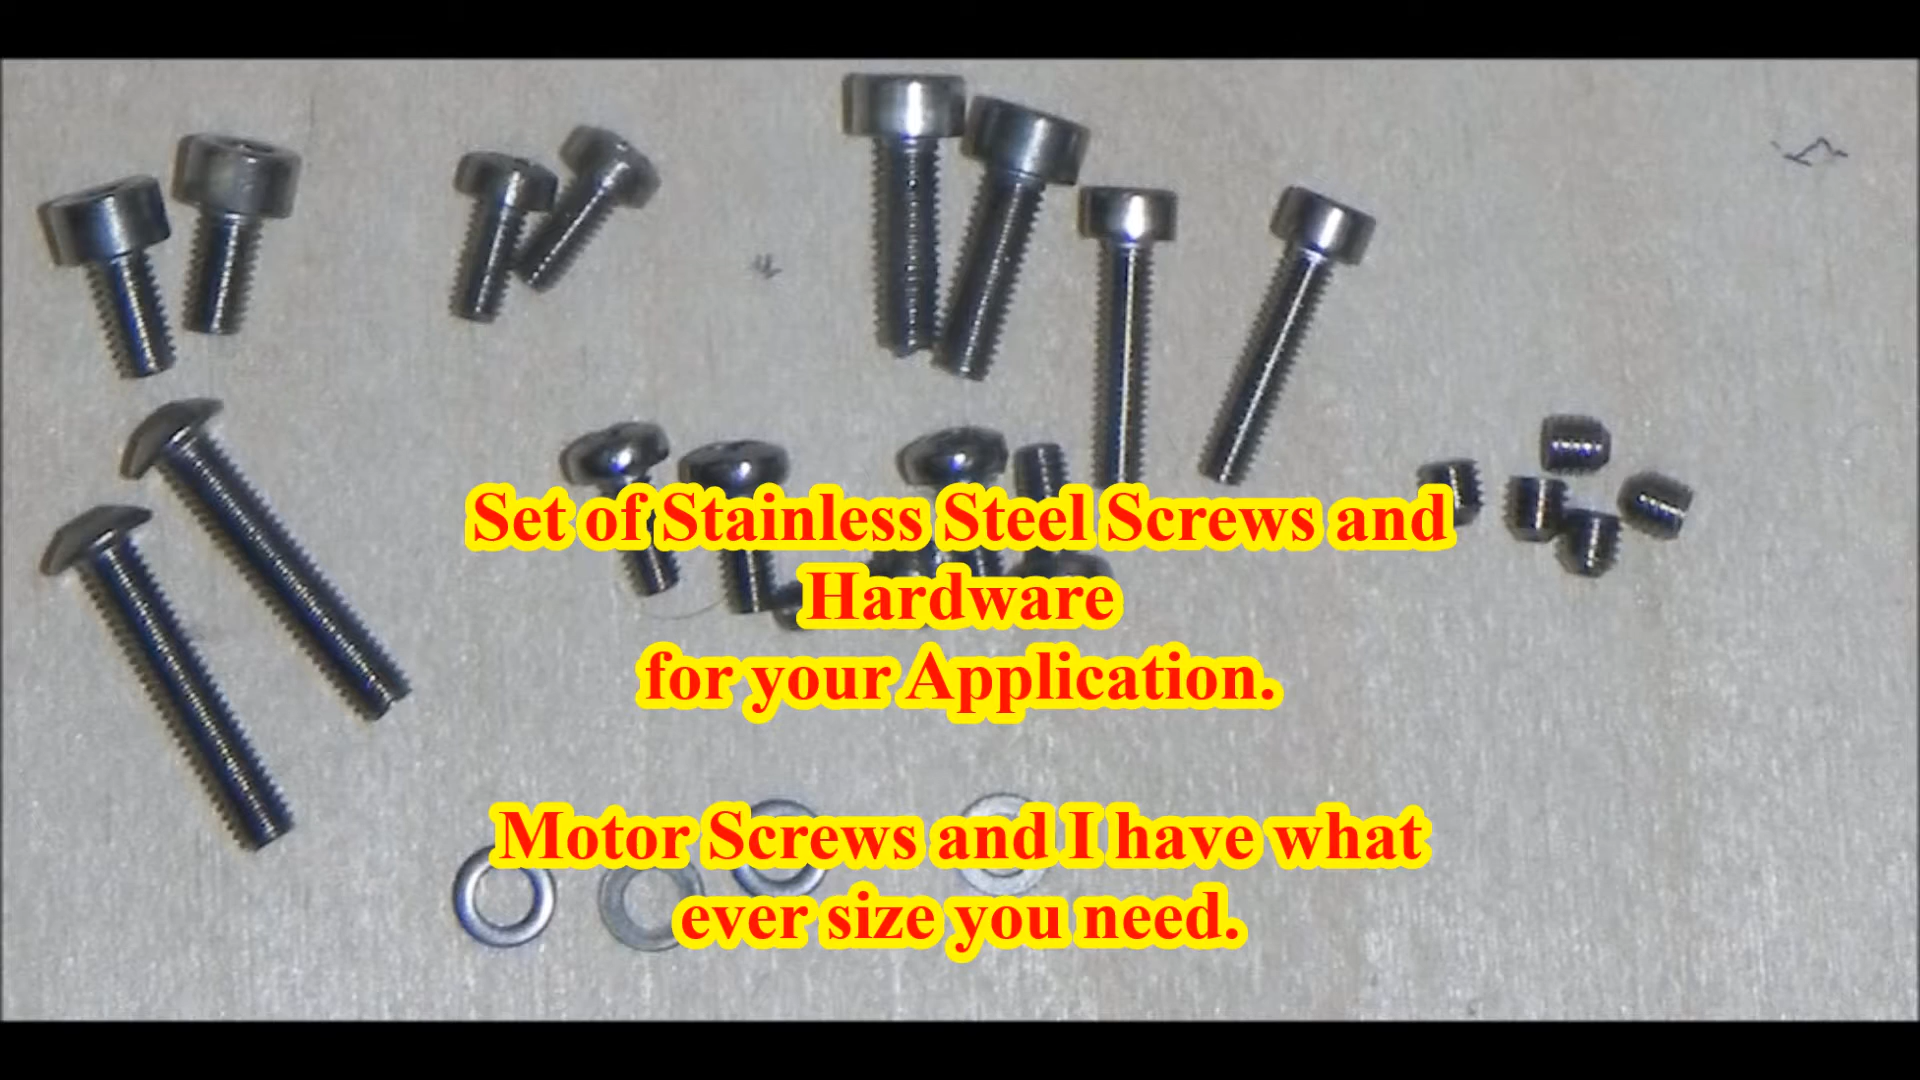 Set of Stainless Steel Screws and
Hardware
for your Application.
Motor Screws and I have what
ever size you need.